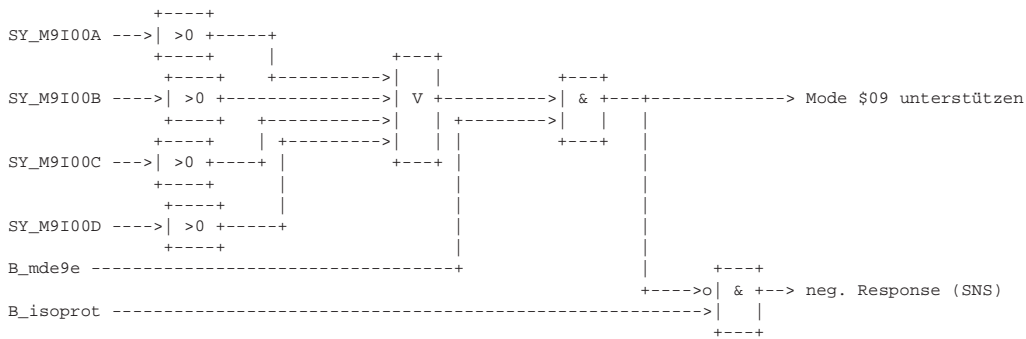 SY_M9I00A >0
SY_M9I00B >0 V & Mode $09 unterstützen
SY_M9I00C >0
SY_M9I00D >0
B_mde9e
& neg. Response (SNS)
B_isoprot